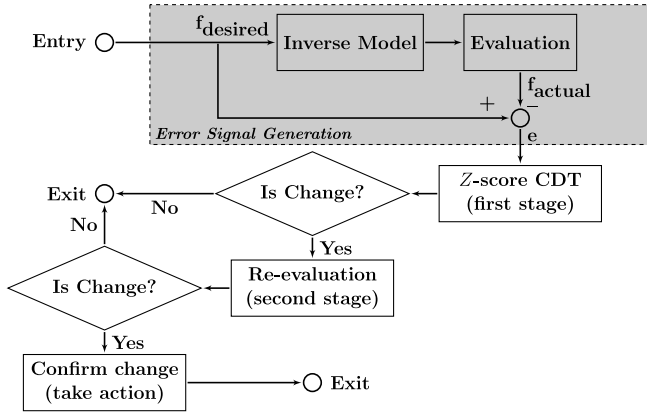 Entry
f_desired
Inverse Model
Evaluation
f_actual
+
−
e
Error Signal Generation
Z-score CDT
(first stage)
Is Change?
Exit
No
Yes
No
Re-evaluation
(second stage)
Is Change?
Yes
Confirm change
(take action)
Exit